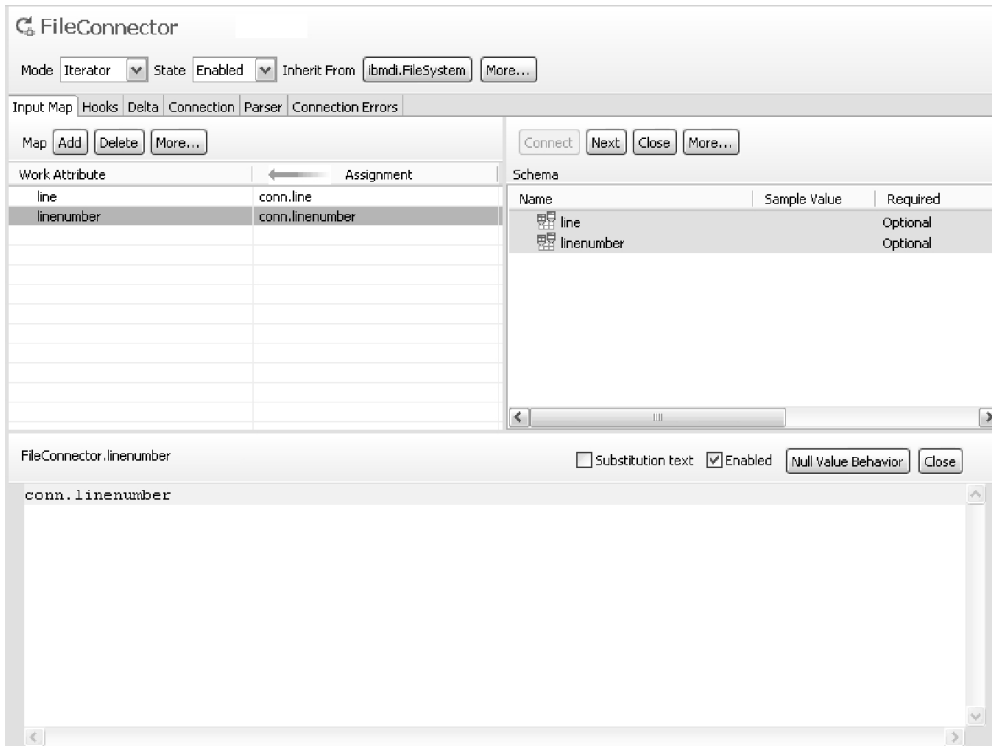 FileConnector
Mode Iterator State Enabled Inherit From ibmdi.FileSystem More...
Input Map Hooks Delta Connection Parser Connection Errors
Map Add Delete More...
Connect Next Close More...
Work Attribute Assignment
line conn.line
linenumber conn.linenumber
Schema
Name Sample Value Required
line Optional
linenumber Optional
FileConnector.linenumber Substitution text Enabled Null Value Behavior Close
conn.linenumber